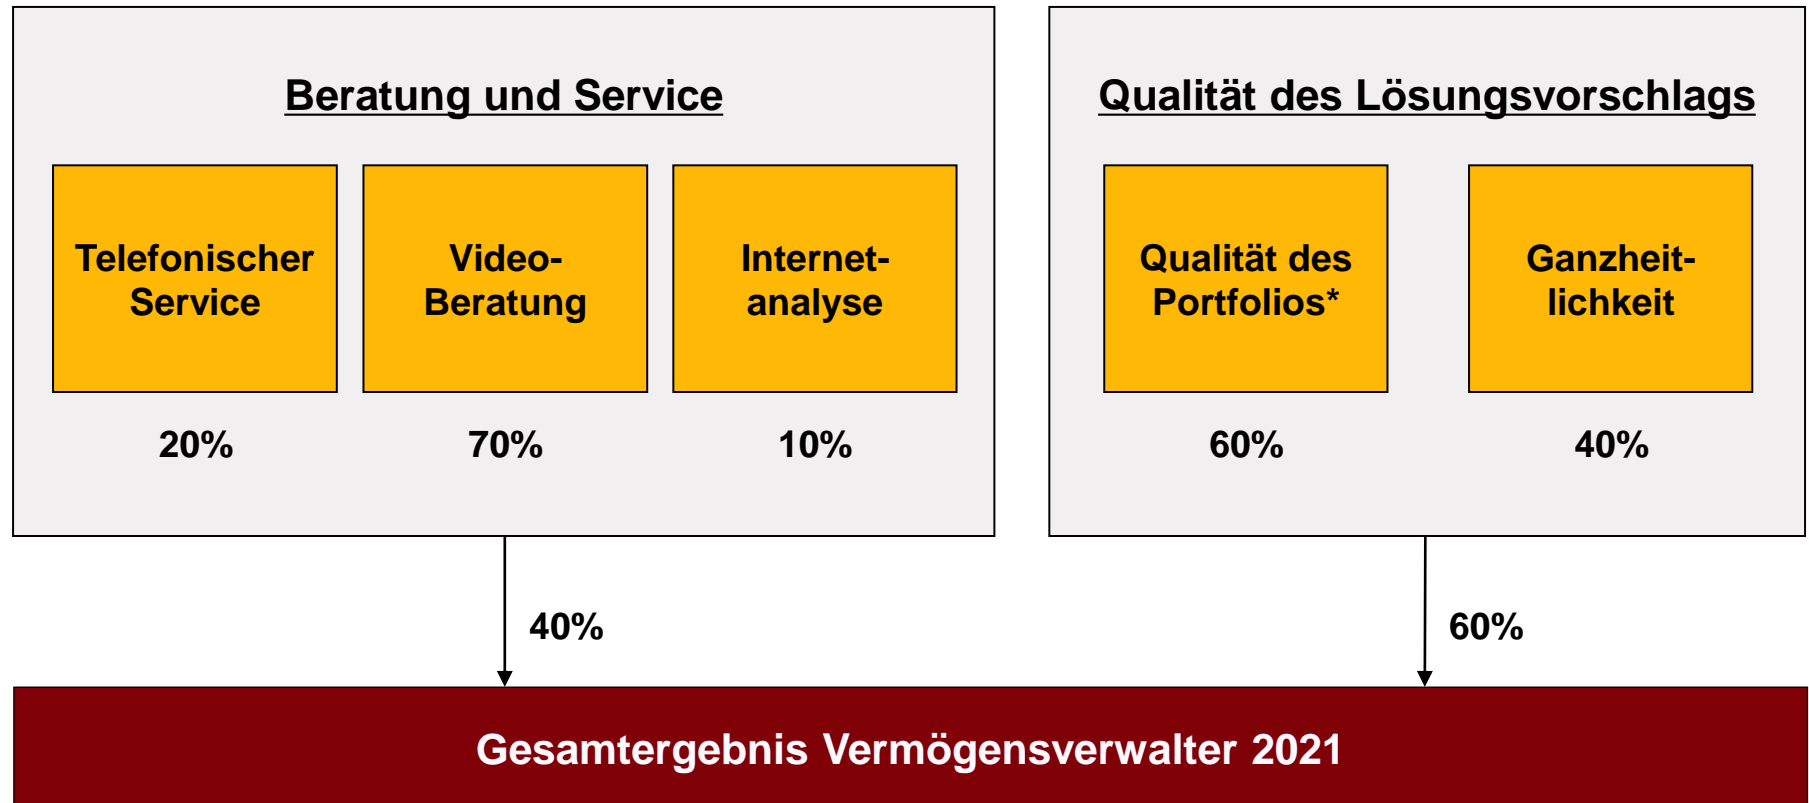 Beratung und Service
Telefonischer
Service
20%
Video-
Beratung
70%
Internet-
analyse
10%
Qualität des Lösungsvorschlags
Qualität des
Portfolios*
60%
Ganzheit-
lichkeit
40%
40%
60%
Gesamtergebnis Vermögensverwalter 2021